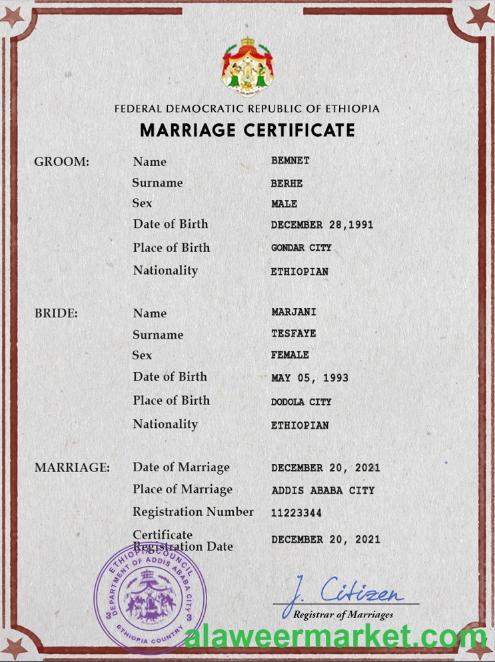 FEDERAL DEMOCRATIC REPUBLIC OF ETHIOPIA
MARRIAGE CERTIFICATE
GROOM: Name BEMNET
Surname BERHE
Sex MALE
Date of Birth DECEMBER 28,1991
Place of Birth GONDAR CITY
Nationality ETHIOPIAN
BRIDE: Name MARJANI
Surname TESFAYE
Sex FEMALE
Date of Birth MAY 05, 1993
Place of Birth DODOLA CITY
Nationality ETHIOPIAN
MARRIAGE: Date of Marriage DECEMBER 20, 2021
Place of Marriage ADDIS ABABA CITY
Registration Number 11223344
Certificate
Registration Date DECEMBER 20, 2021
ETHIOPIA COUNCIL
DEPARTMENT OF ADDIS ABABA CITY
ETHIOPIA COUNTRY
J. Citizen
Registrar of Marriages
alaweermarket.com